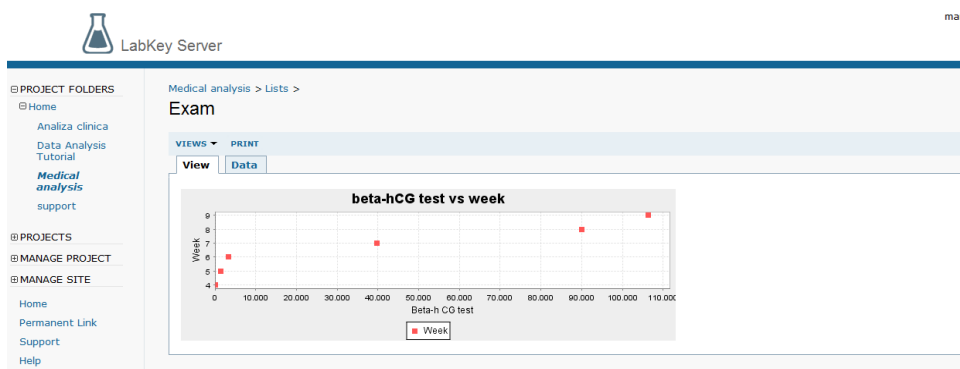 ma
LabKey Server
PROJECT FOLDERS
Home
Analiza clinica
Data Analysis
Tutorial
Medical
analysis
support
PROJECTS
MANAGE PROJECT
MANAGE SITE
Home
Permanent Link
Support
Help
Medical analysis > Lists >
Exam
VIEWS PRINT
View Data
beta-hCG test vs week
Week
9
8
7
6
5
4
0 10.000 20.000 30.000 40.000 50.000 60.000 70.000 80.000 90.000 100.000 110.000
Beta-h CG test
Week